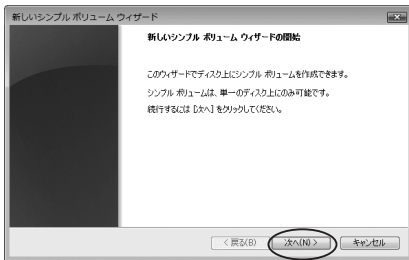 新しいシンプル ボリューム ウィザード
新しいシンプル ボリューム ウィザードの開始
このウィザードでディスク上にシンプル ボリュームを作成できます。
シンプル ボリュームは、単一のディスク上にのみ可能です。
続行するには [次へ] をクリックしてください。
< 戻る(B) 次へ(N) > キャンセル